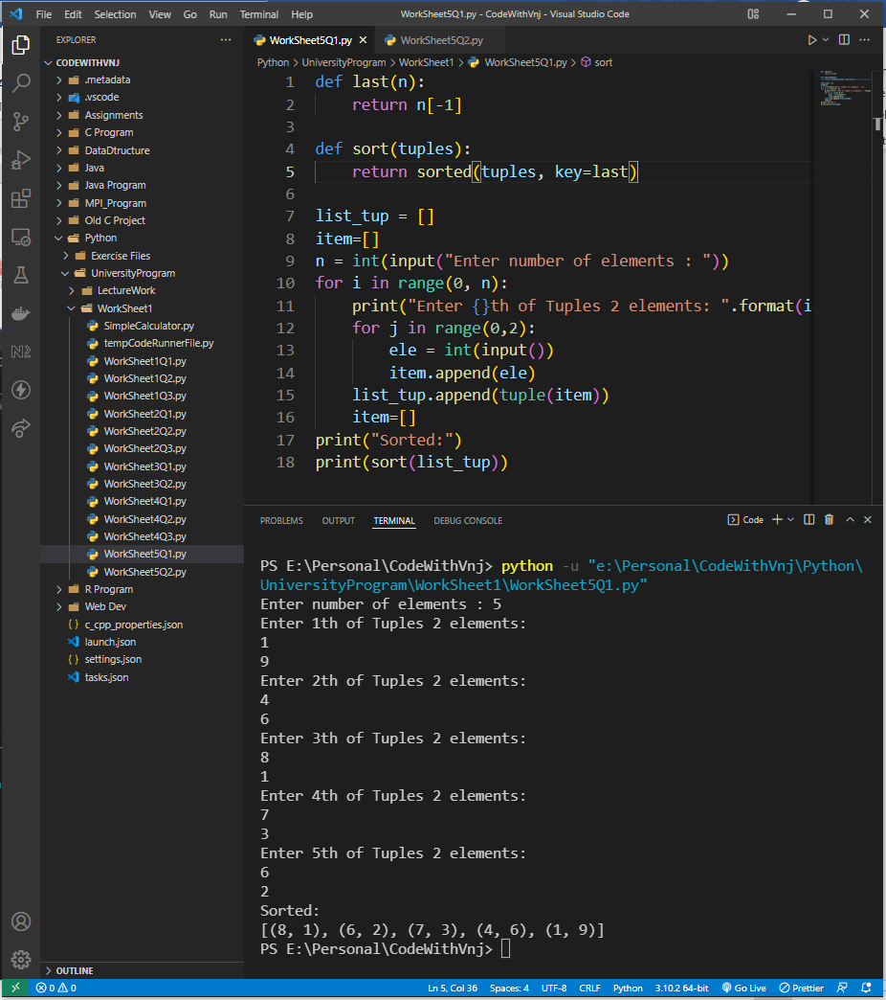 File Edit Selection View Go Run Terminal Help WorkSheet5Q1.py - CodeWithVnj - Visual Studio Code
EXPLORER
CODEWITHVNJ
.metadata
.vscode
Assignments
C Program
DataDtructure
Java
Java Program
MPI_Program
Old C Project
Python
Exercise Files
UniversityProgram
LectureWork
WorkSheet1
SimpleCalculator.py
tempCodeRunnerFile.py
WorkSheet1Q1.py
WorkSheet1Q2.py
WorkSheet1Q3.py
WorkSheet2Q1.py
WorkSheet2Q2.py
WorkSheet2Q3.py
WorkSheet3Q1.py
WorkSheet3Q2.py
WorkSheet4Q1.py
WorkSheet4Q2.py
WorkSheet4Q3.py
WorkSheet5Q1.py
WorkSheet5Q2.py
R Program
Web Dev
{} c_cpp_properties.json
launch.json
{} settings.json
tasks.json
OUTLINE
N2
WorkSheet5Q1.py WorkSheet5Q2.py
Python > UniversityProgram > WorkSheet1 > WorkSheet5Q1.py > sort
1 def last(n):
2     return n[-1]
3
4 def sort(tuples):
5     return sorted(tuples, key=last)
6
7 list_tup = []
8 item=[]
9 n = int(input("Enter number of elements : "))
10 for i in range(0, n):
11     print("Enter {}th of Tuples 2 elements: ".format(i
12     for j in range(0,2):
13         ele = int(input())
14         item.append(ele)
15     list_tup.append(tuple(item))
16     item=[]
17 print("Sorted:")
18 print(sort(list_tup))
PROBLEMS OUTPUT TERMINAL DEBUG CONSOLE Code
PS E:\Personal\CodeWithVnj> python -u "e:\Personal\CodeWithVnj\Python\
UniversityProgram\WorkSheet1\WorkSheet5Q1.py"
Enter number of elements : 5
Enter 1th of Tuples 2 elements:
1
9
Enter 2th of Tuples 2 elements:
4
6
Enter 3th of Tuples 2 elements:
8
1
Enter 4th of Tuples 2 elements:
7
3
Enter 5th of Tuples 2 elements:
6
2
Sorted:
[(8, 1), (6, 2), (7, 3), (4, 6), (1, 9)]
PS E:\Personal\CodeWithVnj>
0 0 Ln 5, Col 36 Spaces: 4 UTF-8 CRLF Python 3.10.2 64-bit Go Live Prettier